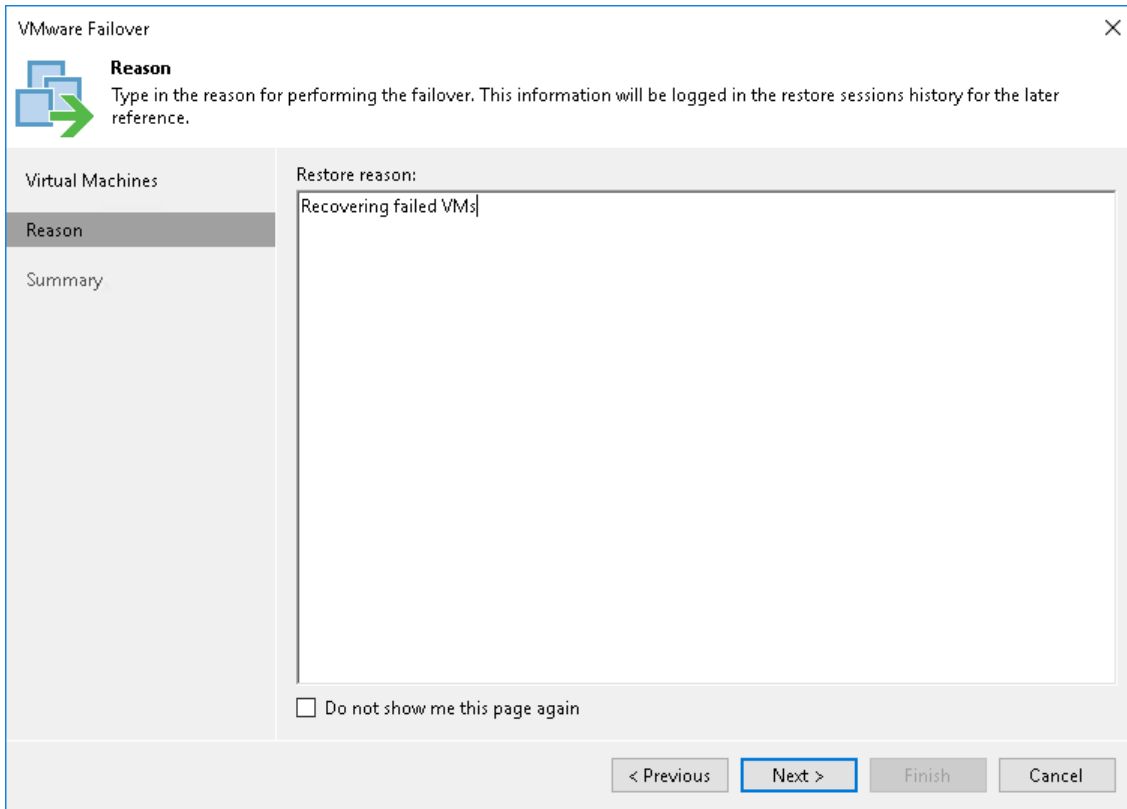 VMware Failover
Reason
Type in the reason for performing the failover. This information will be logged in the restore sessions history for the later
reference.
Virtual Machines
Reason
Summary
Restore reason:
Recovering failed VMs
Do not show me this page again
< Previous
Next >
Finish
Cancel